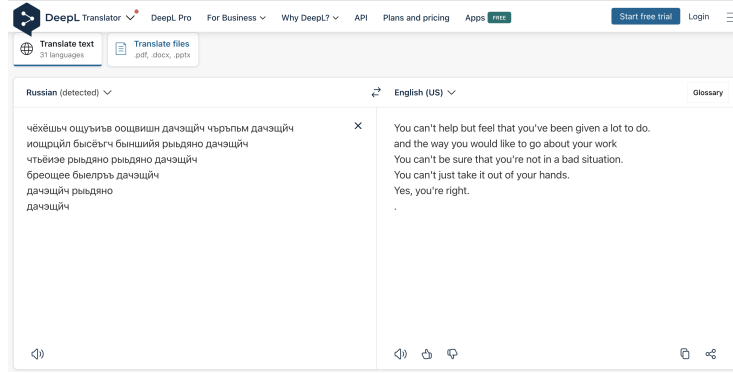 DeepL Translator DeepL Pro For Business Why DeepL? API Plans and pricing Apps FREE Start free trial Login
Translate text
31 languages
Translate files
.pdf, .docx, .pptx
Russian (detected)
English (US)
Glossary
чёхёшьч ощуъиъв оощвишн дачэщйч чъръпьм дачэщйч
иощрцйл бысёъгч быншийя рыьдяно дачэщйч
чтьёиэе рыьдяно рыьдяно дачэщйч
бреощее быелръъ дачэщйч
дачэщйч рыьдяно
дачэщйч
You can't help but feel that you've been given a lot to do.
and the way you would like to go about your work
You can't be sure that you're not in a bad situation.
You can't just take it out of your hands.
Yes, you're right.
.